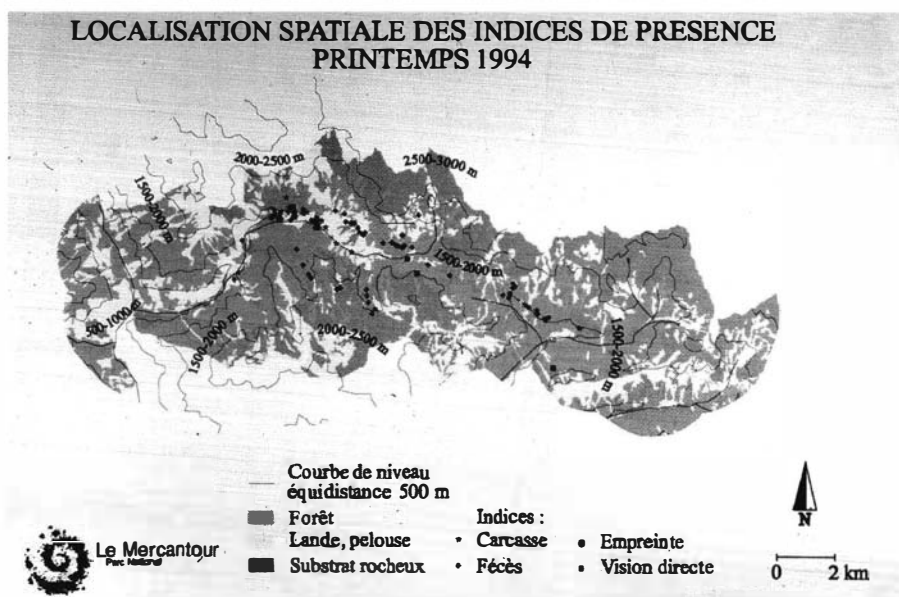 LOCALISATION SPATIALE DES INDICES DE PRESENCE
PRINTEMPS 1994
2000-2500 m
2500-3000 m
1500-2000 m
1500-2000 m
500-1000 m
1500-2000 m
2000-2500 m
1500-2000 m
Courbe de niveau
équidistance 500 m
Forêt
Lande, pelouse
Substrat rocheux
Indices :
Carcasse
Fécès
Empreinte
Vision directe
N
0 2 km
Le Mercantour
Parc National